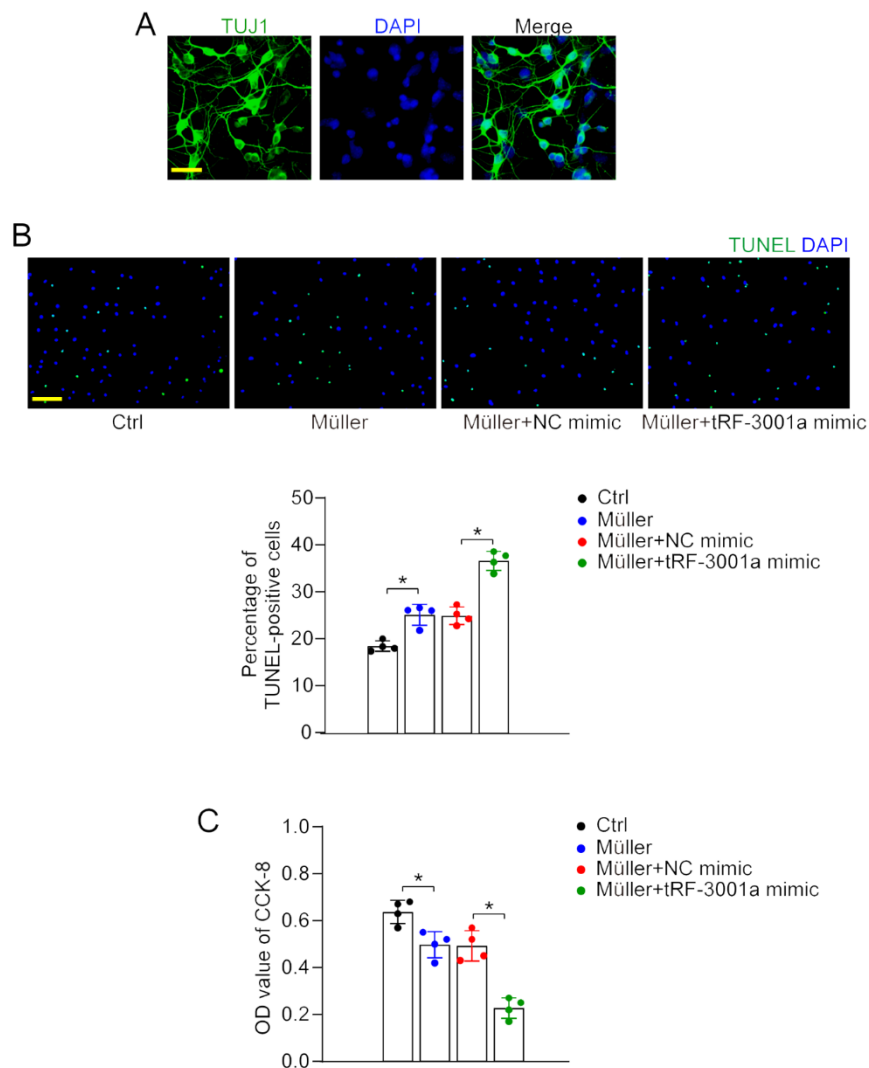 A
TUJ1 DAPI Merge
B
TUNEL DAPI
Ctrl Müller Müller+NC mimic Müller+tRF-3001a mimic
Percentage of
TUNEL-positive cells
50
40
30
20
10
0
*
*
Ctrl
Müller
Müller+NC mimic
Müller+tRF-3001a mimic
C
OD value of CCK-8
1.0
0.8
0.6
0.4
0.2
0.0
*
*
Ctrl
Müller
Müller+NC mimic
Müller+tRF-3001a mimic